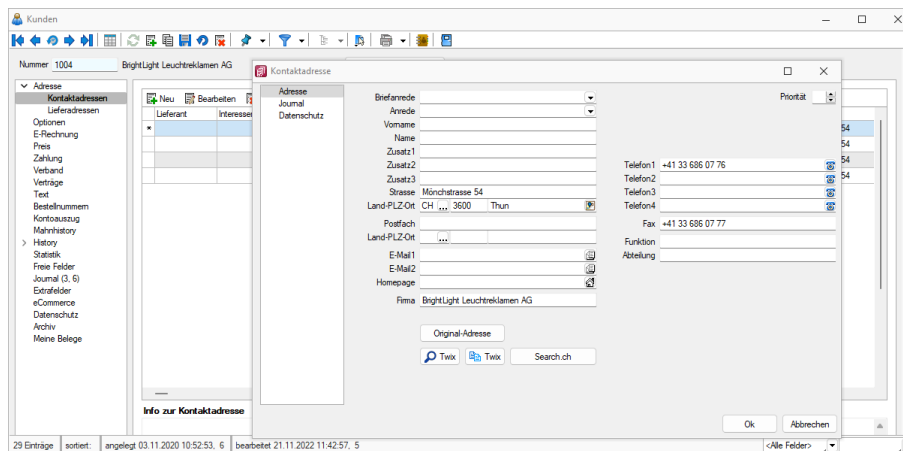 Kunden
Nummer 1004 BrightLight Leuchtreklamen AG
Adresse
Kontaktadressen
Lieferadressen
Optionen
E-Rechnung
Preis
Zahlung
Verband
Verträge
Text
Bestellnummern
Kontoauszug
Mahnhistory
History
Statistik
Freie Felder
Journal (3, 6)
Extrafelder
eCommerce
Datenschutz
Archiv
Meine Belege
Neu Bearbeiten
Lieferant Interesse
54
54
54
54
Info zur Kontaktadresse
Kontaktadresse
Adresse
Journal
Datenschutz
Briefanrede
Anrede
Vorname
Name
Zusatz1
Zusatz2
Zusatz3
Strasse Mönchstrasse 54
Land-PLZ-Ort CH ... 3600 Thun
Postfach
Land-PLZ-Ort ...
E-Mail1
E-Mail2
Homepage
Firma BrightLight Leuchtreklamen AG
Priorität
Telefon1 +41 33 686 07 76
Telefon2
Telefon3
Telefon4
Fax +41 33 686 07 77
Funktion
Abteilung
Original-Adresse
Twix Twix Search.ch
Ok Abbrechen
29 Einträge sortiert: angelegt 03.11.2020 10:52:53, 6 bearbeitet 21.11.2022 11:42:57, 5 <Alle Felder>